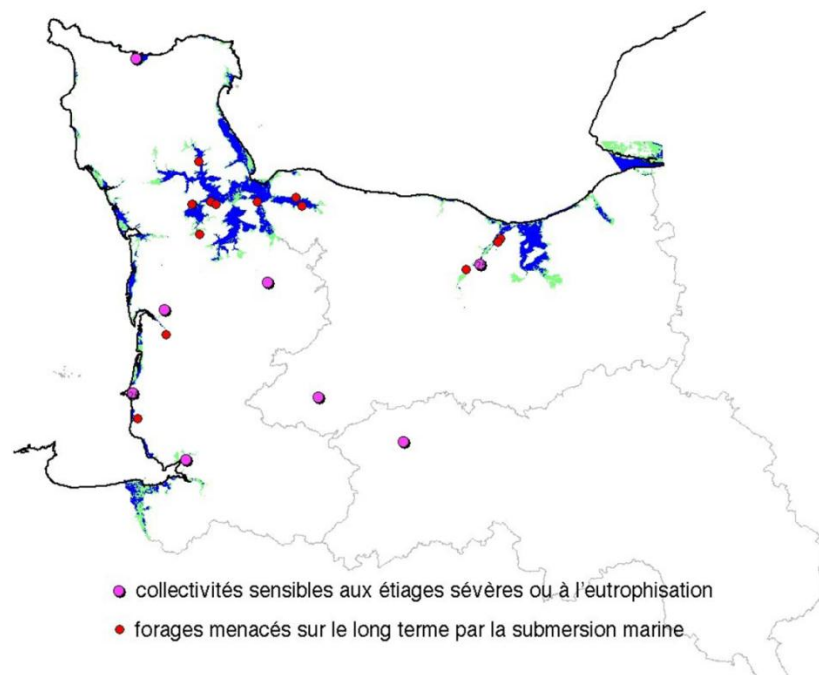 collectivités sensibles aux étiages sévères ou à l'eutrophisation
forages menacés sur le long terme par la submersion marine